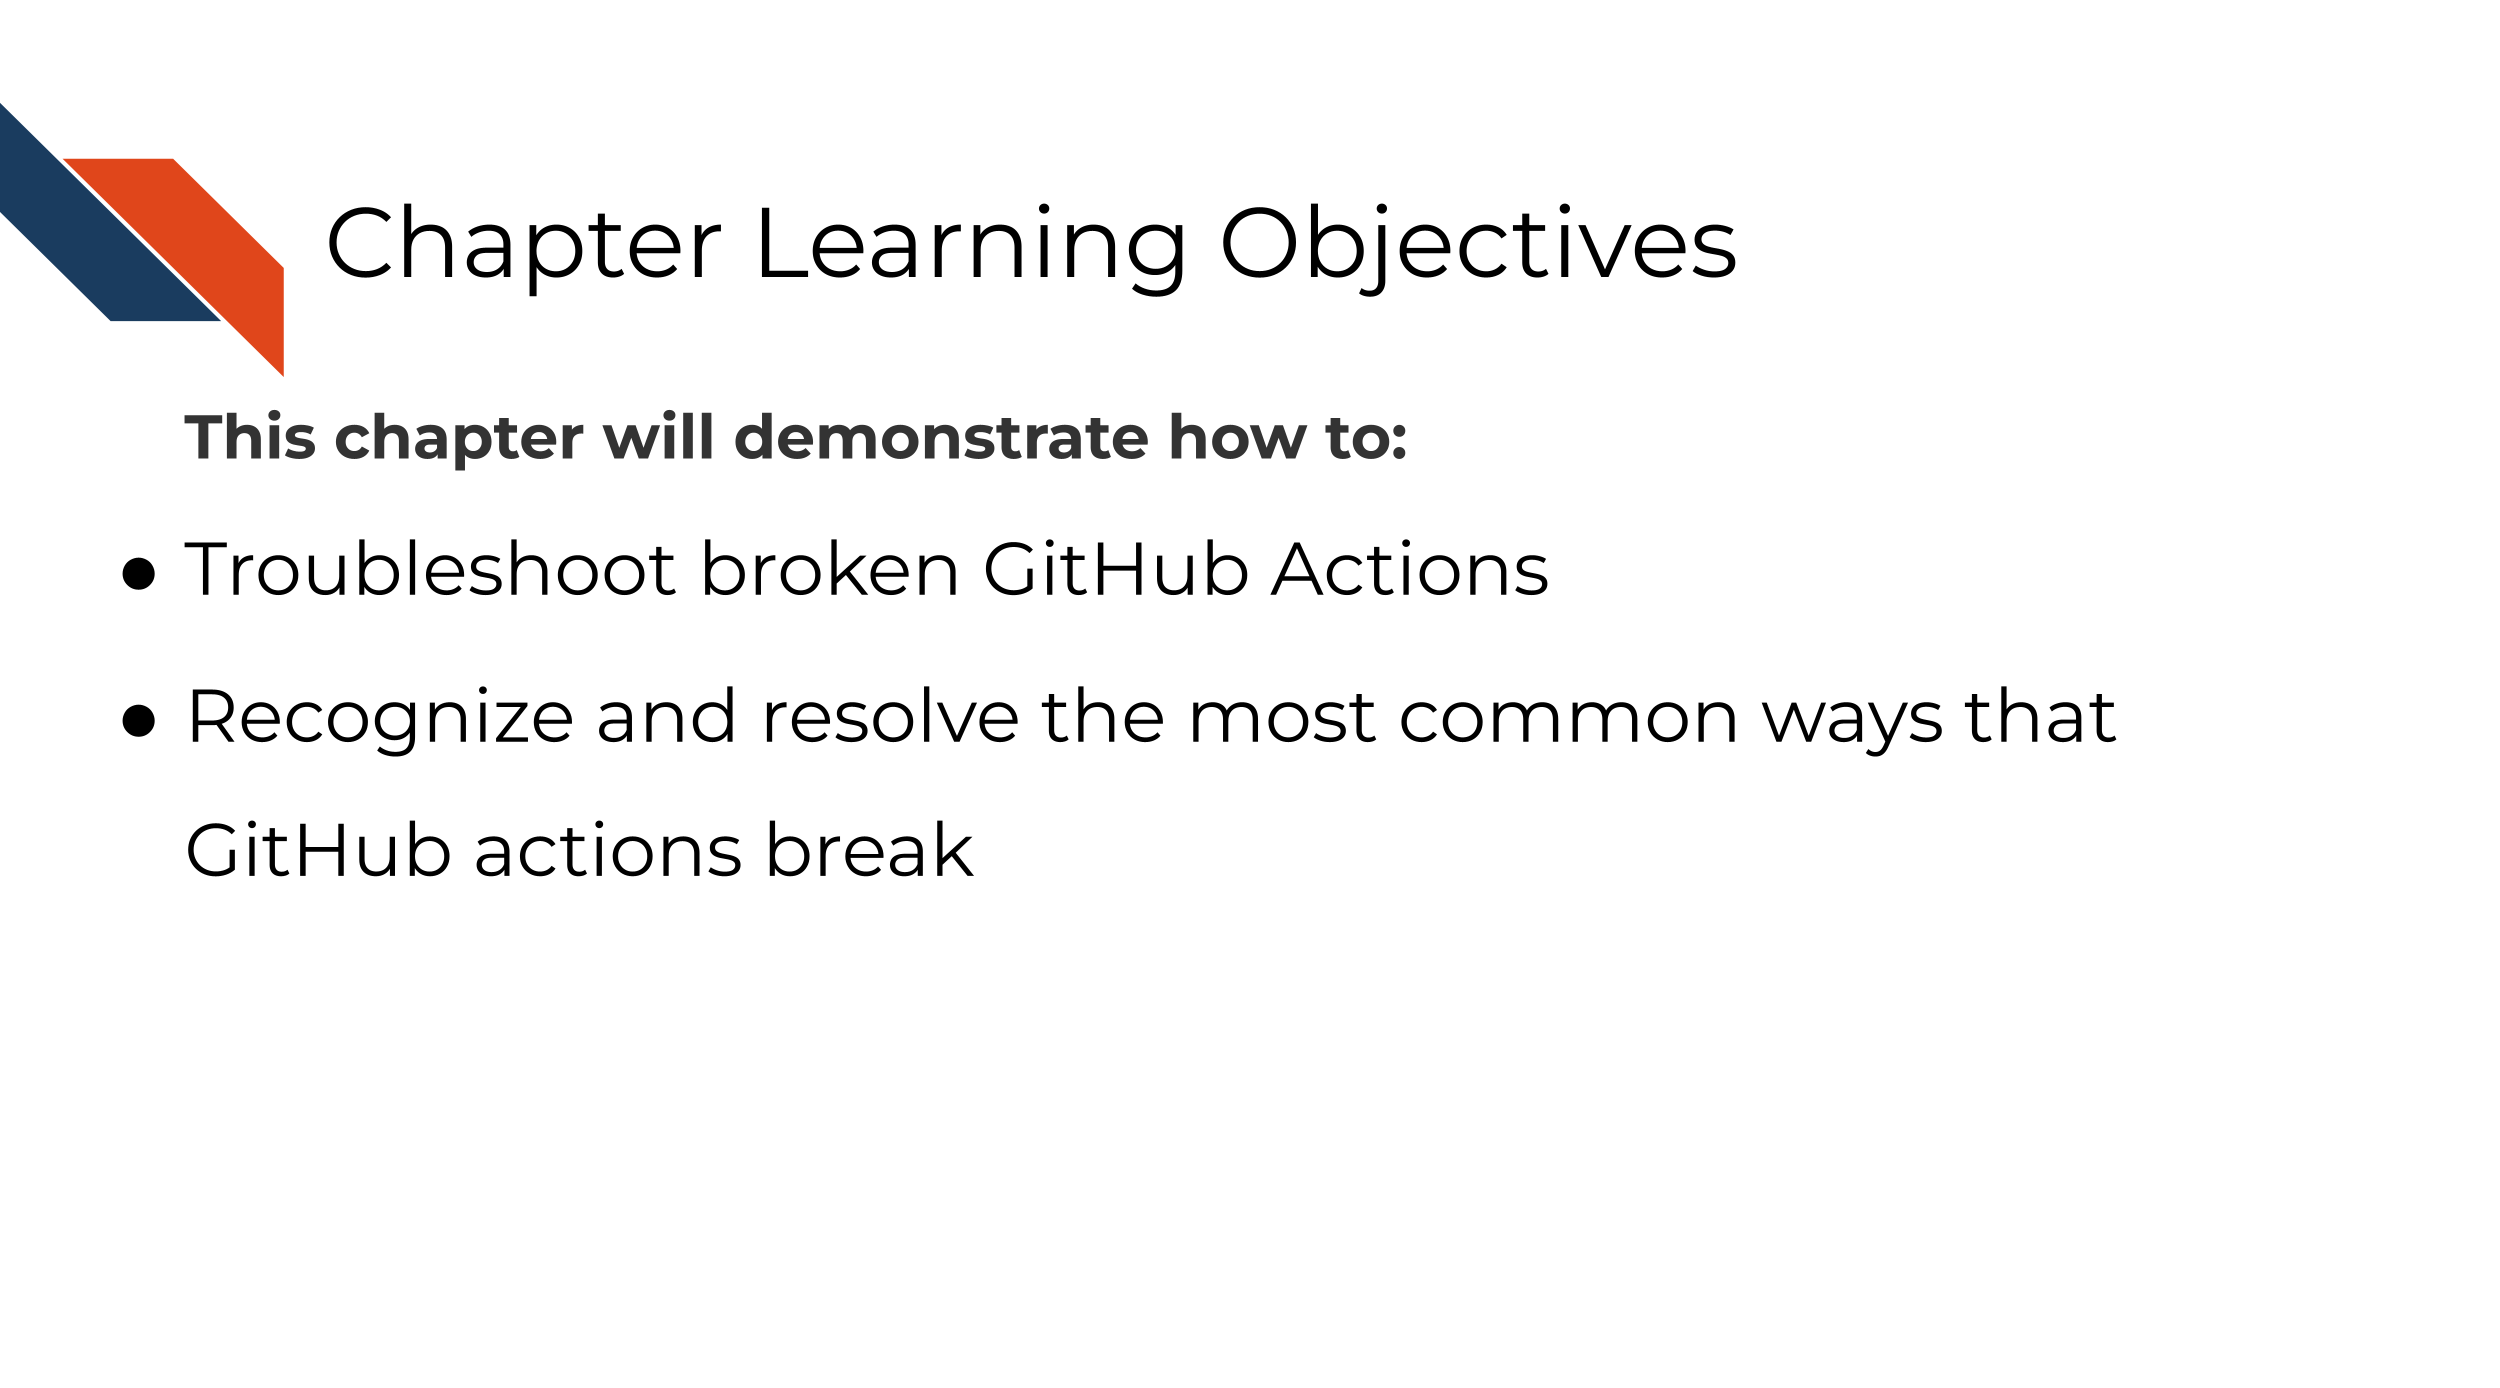 Chapter Learning Objectives
This chapter will demonstrate how to:
● Troubleshoot broken GitHub Actions
● Recognize and resolve the most common ways that
GitHub actions break